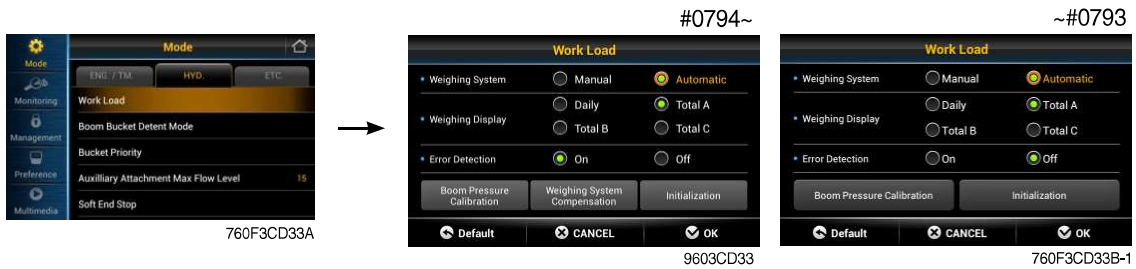 Mode
Mode
ENG. / TM.
HYD.
ETC.
Monitoring
Work Load
Management
Boom Bucket Detent Mode
Bucket Priority
Preference
Auxilliary Attachment Max Flow Level 15
Multimedia
Soft End Stop
760F3CD33A
#0794~
Work Load
• Weighing System Manual Automatic
• Weighing Display Daily Total A
Total B Total C
• Error Detection On Off
Boom Pressure Calibration
Weighing System Compensation
Initialization
Default CANCEL OK
9603CD33
~#0793
Work Load
• Weighing System Manual Automatic
• Weighing Display Daily Total A
Total B Total C
• Error Detection On Off
Boom Pressure Calibration Initialization
Default CANCEL OK
760F3CD33B-1